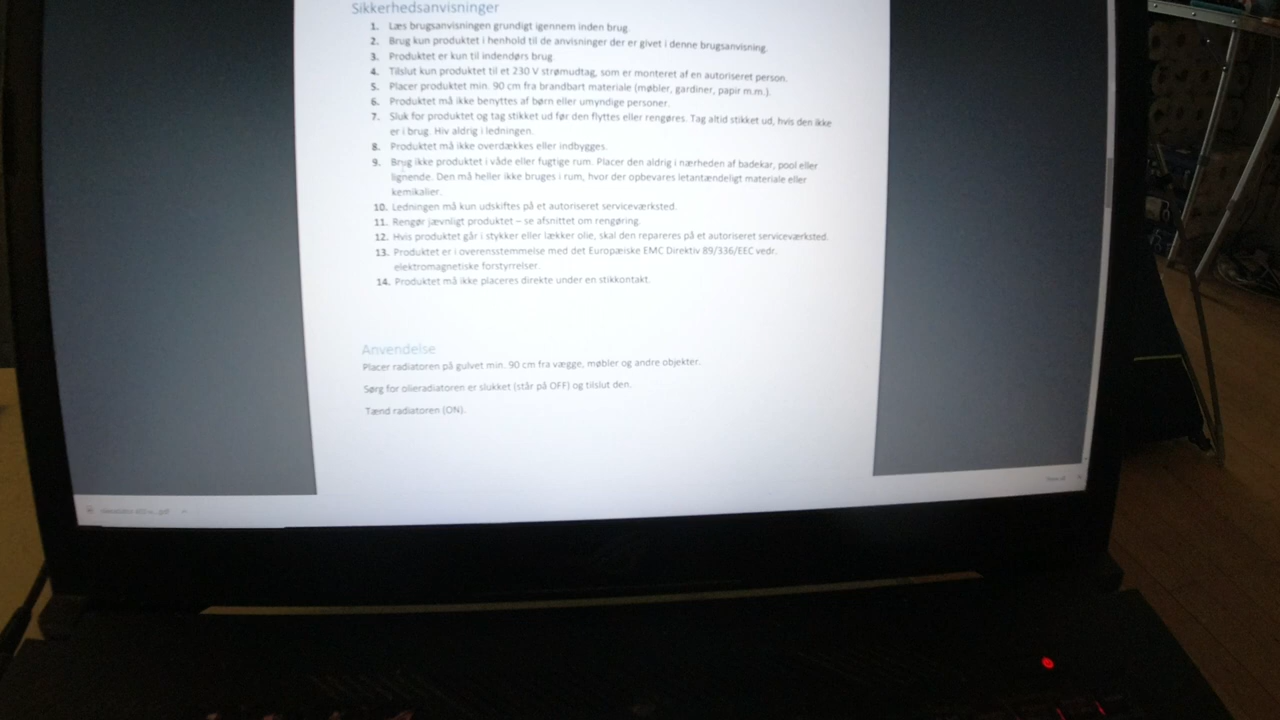 Sikkerhedsanvisninger
1. Læs brugsanvisningen grundigt igennem inden brug.
2. Brug kun produktet i henhold til de anvisninger der er givet i denne brugsanvisning.
3. Produktet er kun til indendørs brug.
4. Tilslut kun produktet til et 230 V strømudtag, som er monteret af en autoriseret person.
5. Placer produktet min. 90 cm fra brandbart materiale (møbler, gardiner, papir m.m.).
6. Produktet må ikke benyttes af børn eller umyndige personer.
7. Sluk for produktet og tag stikket ud før den flyttes eller rengøres. Tag altid stikket ud, hvis den ikke
er i brug. Hiv aldrig i ledningen.
8. Produktet må ikke overdækkes eller indbygges.
9. Brug ikke produktet i våde eller fugtige rum. Placer den aldrig i nærheden af badekar, pool eller
lignende. Den må heller ikke bruges i rum, hvor der opbevares letantændeligt materiale eller
kemikalier.
10. Ledningen må kun udskiftes på et autoriseret serviceværksted.
11. Rengør jævnligt produktet – se afsnittet om rengøring.
12. Hvis produktet går i stykker eller lækker olie, skal den repareres på et autoriseret serviceværksted.
13. Produktet er i overensstemmelse med det Europæiske EMC Direktiv 89/336/EEC vedr.
elektromagnetiske forstyrrelser.
14. Produktet må ikke placeres direkte under en stikkontakt.
Anvendelse
Placer radiatoren på gulvet min. 90 cm fra vægge, møbler og andre objekter.
Sørg for olieradiatoren er slukket (står på OFF) og tilslut den.
Tænd radiatoren (ON).